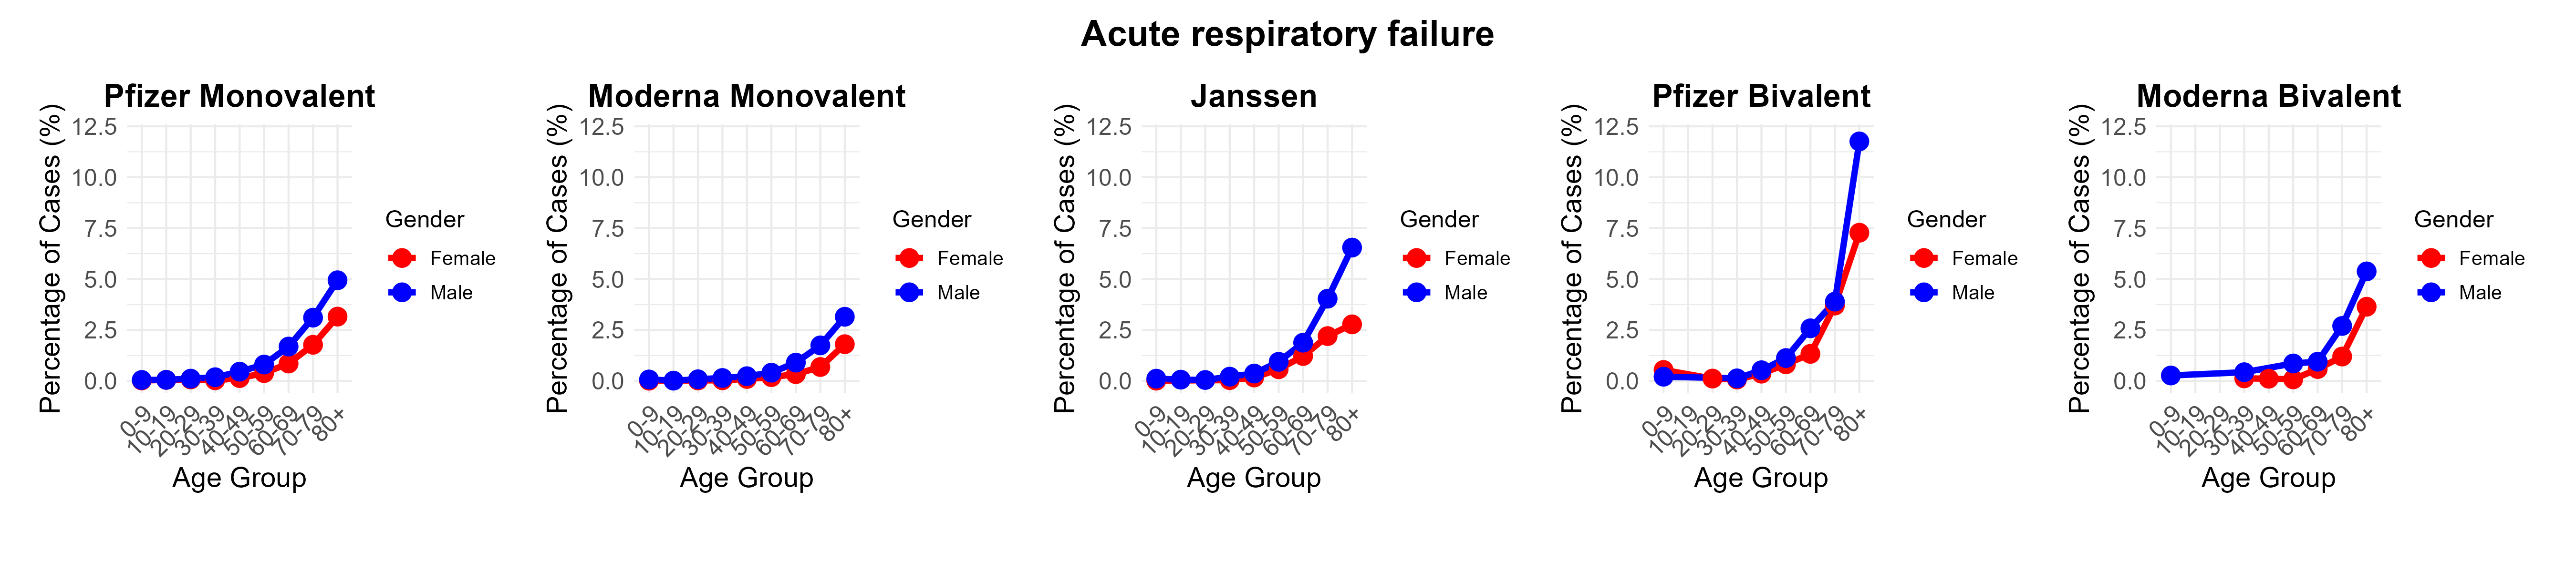 Acute respiratory failure
Pfizer Monovalent
Percentage of Cases (%)
12.5
10.0
7.5
5.0
2.5
0.0
0-9
10-19
20-29
30-39
40-49
50-59
60-69
70-79
80+
Age Group
Gender
Female
Male
Moderna Monovalent
Percentage of Cases (%)
12.5
10.0
7.5
5.0
2.5
0.0
0-9
10-19
20-29
30-39
40-49
50-59
60-69
70-79
80+
Age Group
Gender
Female
Male
Janssen
Percentage of Cases (%)
12.5
10.0
7.5
5.0
2.5
0.0
0-9
10-19
20-29
30-39
40-49
50-59
60-69
70-79
80+
Age Group
Gender
Female
Male
Pfizer Bivalent
Percentage of Cases (%)
12.5
10.0
7.5
5.0
2.5
0.0
0-9
10-19
20-29
30-39
40-49
50-59
60-69
70-79
80+
Age Group
Gender
Female
Male
Moderna Bivalent
Percentage of Cases (%)
12.5
10.0
7.5
5.0
2.5
0.0
0-9
10-19
20-29
30-39
40-49
50-59
60-69
70-79
80+
Age Group
Gender
Female
Male